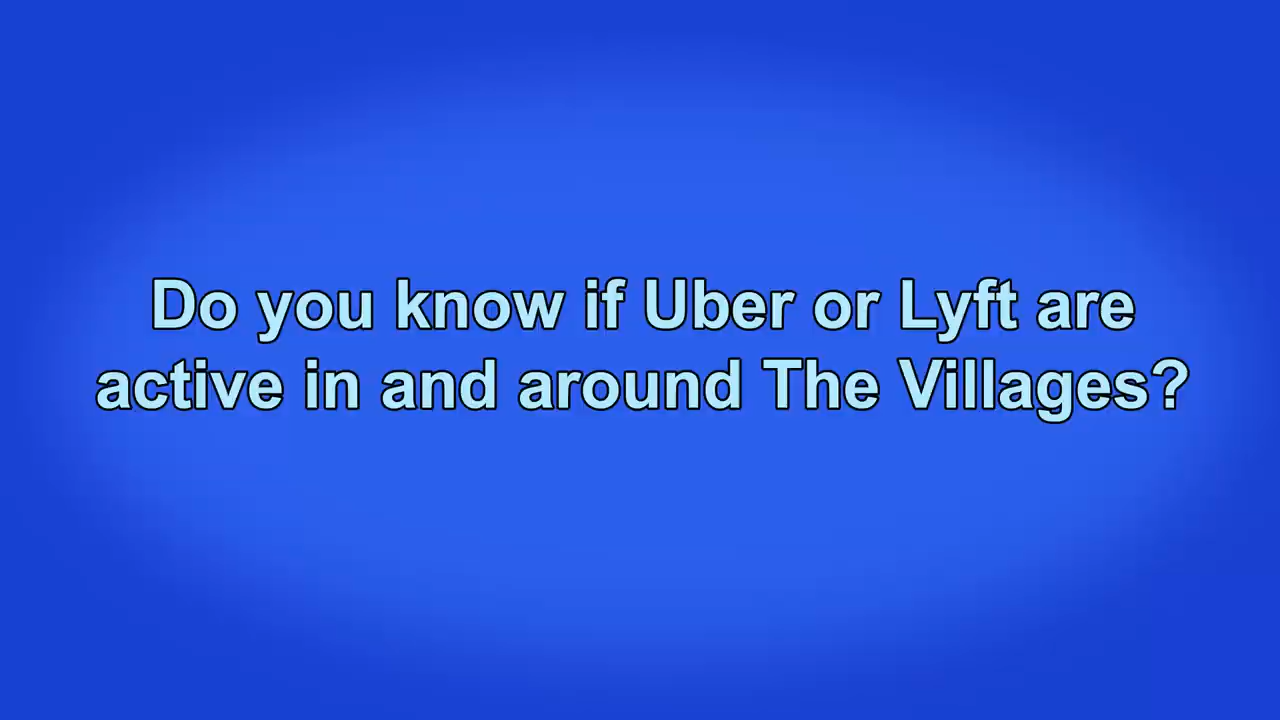 Do you know if Uber or Lyft are
active in and around The Villages?